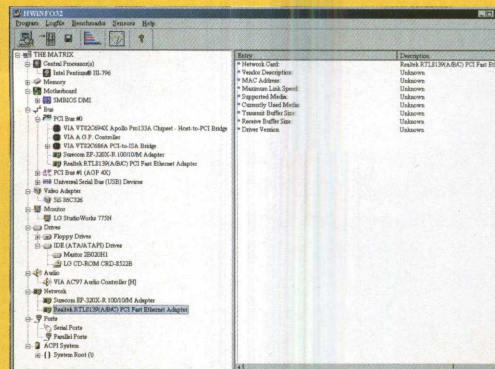 HWiNFO32
Program Logfile Benchmarks Sensors Help
THE MATRIX
Central Processor(s)
Intel Pentium® III-796
Memory
Motherboard
SMBIOS DMI
Bus
PCI Bus #0
VIA VT82C694X Apollo Pro133A Chipset - Host-to-PCI Bridge
VIA A.G.P. Controller
VIA VT82C686A PCI-to-ISA Bridge
Surecom EP-320X-R 100/10/M Adapter
Realtek RTL8139(A/B/C) PCI Fast Ethernet Adapter
PCI Bus #1 (AGP 4X)
Universal Serial Bus (USB) Devices
Video Adapter
SiS 86C326
Monitor
LG StudioWorks 775N
Drives
Floppy Drives
IDE (ATA/ATAPI) Drives
Maxtor 2B020H1
LG CD-ROM CRD-8522B
Audio
VIA AC97 Audio Controller [H]
Network
Surecom EP-320X-R 100/10/M Adapter
Realtek RTL8139(A/B/C) PCI Fast Ethernet Adapter
Ports
Serial Ports
Parallel Ports
ACPI System
System Root (\)
Entry Description
Network Card: Realtek RTL8139(A/B/C) PCI Fast
Vendor Description: Unknown
MAC Address: Unknown
Maximum Link Speed: Unknown
Supported Media: Unknown
Currently Used Media: Unknown
Transmit Buffer Size: Unknown
Receive Buffer Size: Unknown
Driver Version: Unknown